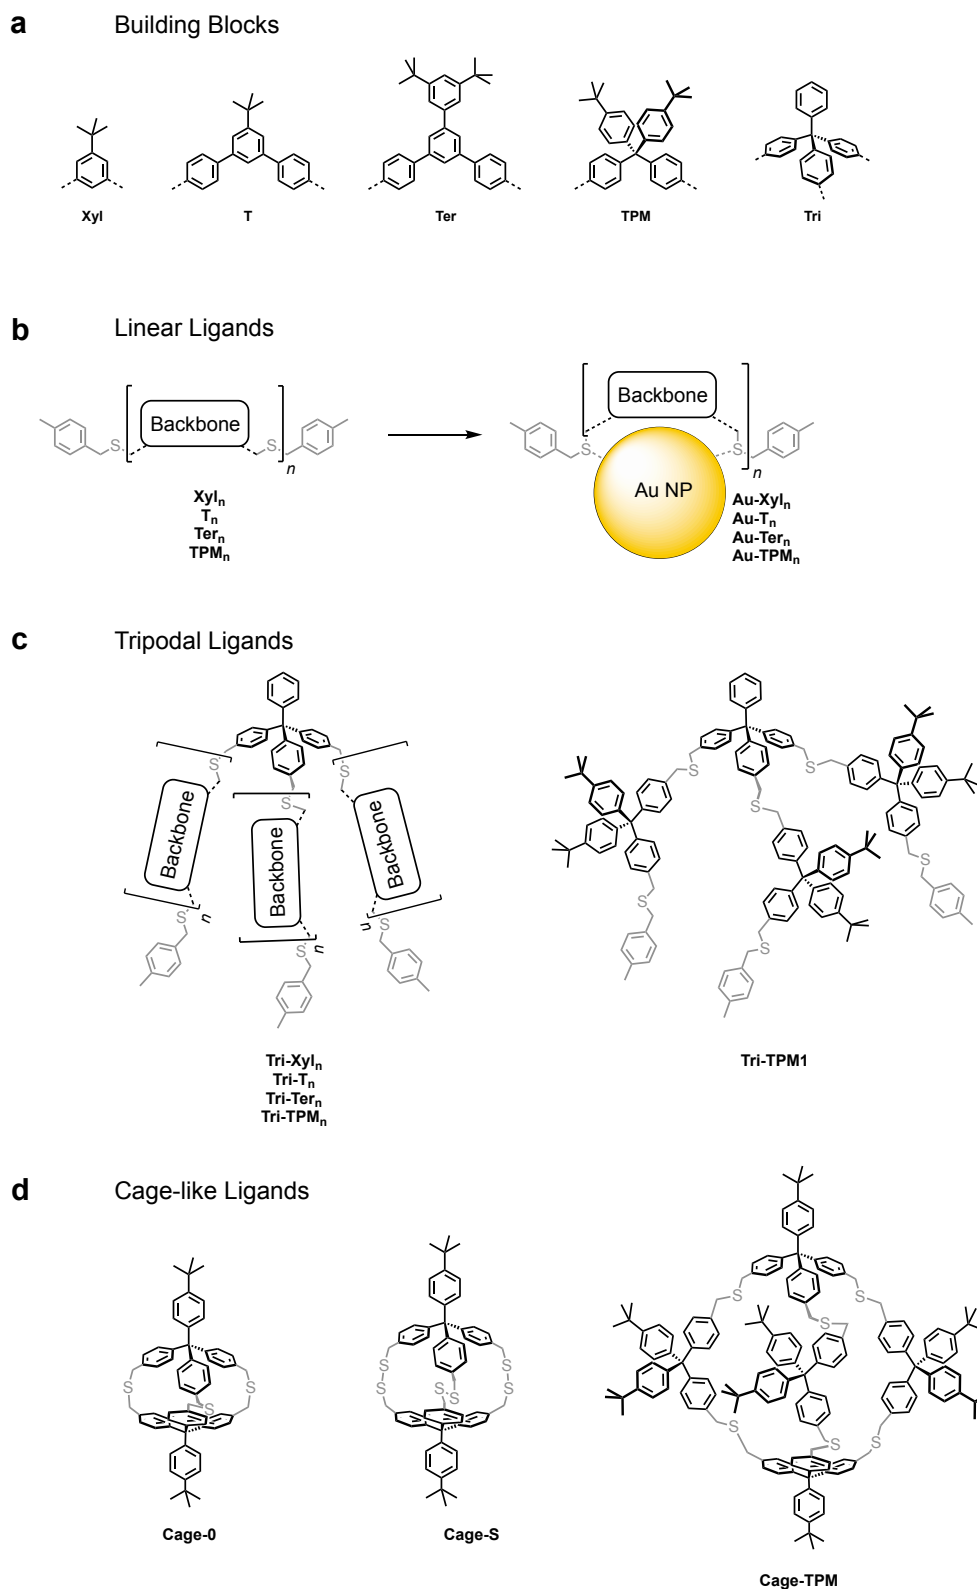 a Building Blocks
Xyl T Ter TPM Tri
b Linear Ligands
Backbone
S S
n
Xylₙ
Tₙ
Terₙ
TPMₙ
Backbone
S S
n
Au NP
Au-Xylₙ
Au-Tₙ
Au-Terₙ
Au-TPMₙ
c Tripodal Ligands
S S S
Backbone Backbone Backbone
S n S n S n
Tri-Xylₙ
Tri-Tₙ
Tri-Terₙ
Tri-TPMₙ
S S S
S S S
Tri-TPM1
d Cage-like Ligands
S S S
Cage-0
S S S S S S
Cage-S
S S S
S S S
Cage-TPM